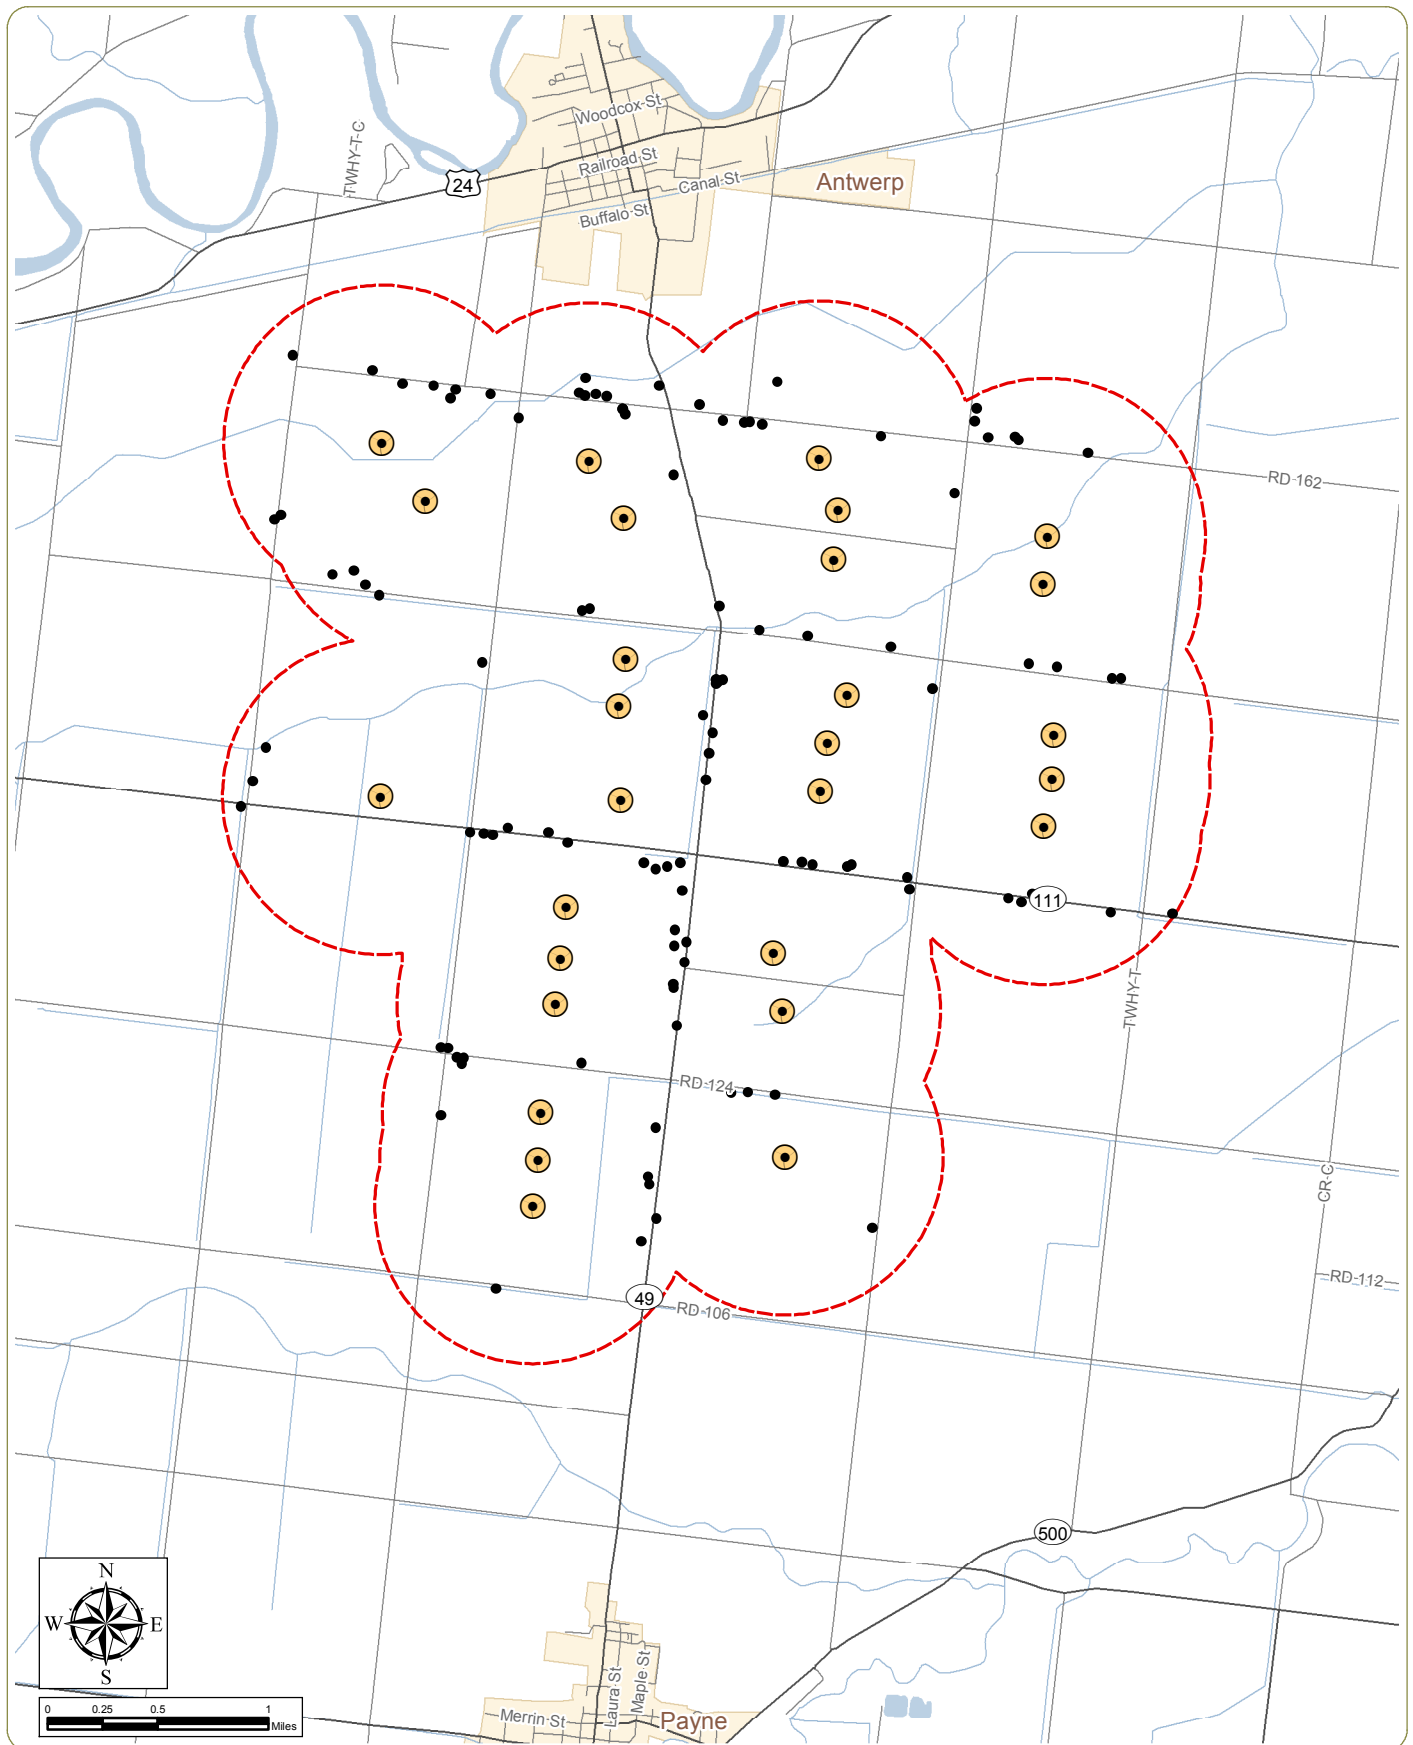 Woodcox St
TWHY-T-C
Railroad St
24
Canal St
Antwerp
Buffalo St
RD 162
111
TWHY-T
RD-124
CR-C
RD-112
49
RD-106
500
N
W E
S
Laura St
Maple St
0 0.25 0.5 1
Miles
Merrin St
Payne